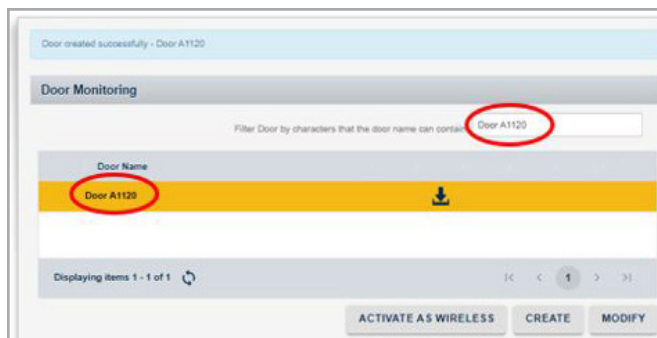 Door created successfully - Door A1120
Door Monitoring
Filter Door by characters that the door name can contain Door A1120
Door Name
Door A1120
Displaying items 1 - 1 of 1
1
ACTIVATE AS WIRELESS CREATE MODIFY